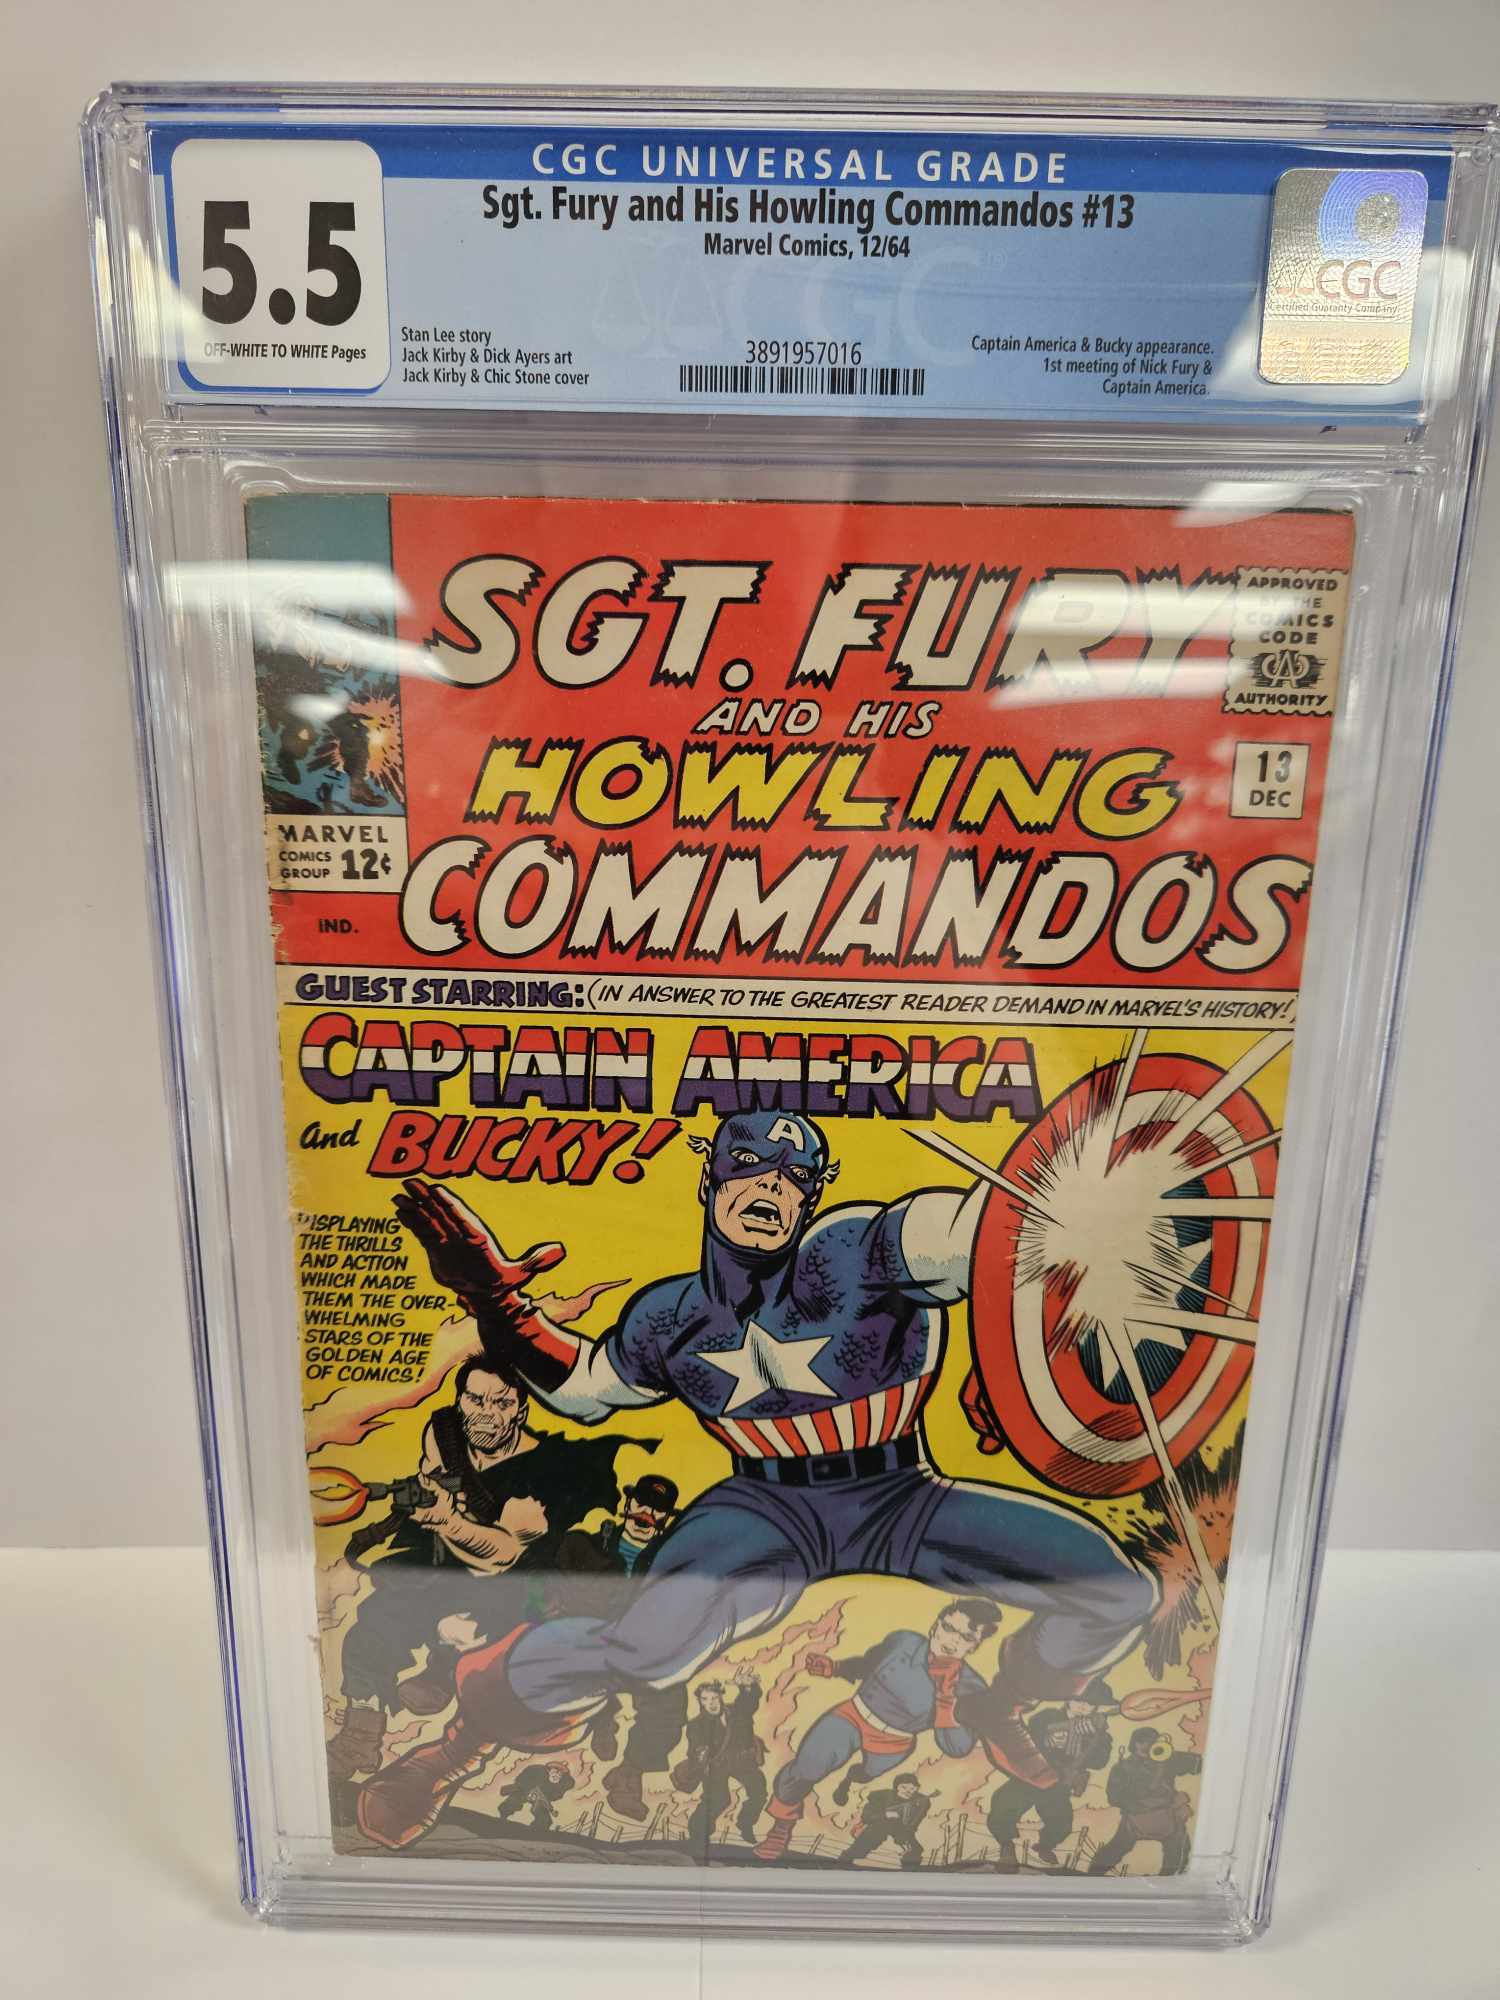 CGC UNIVERSAL GRADE
Sgt. Fury and His Howling Commandos #13
Marvel Comics, 12/64
5.5
OFF-WHITE TO WHITE Pages
Stan Lee story
Jack Kirby & Dick Ayers art
Jack Kirby & Chic Stone cover
3891957016
Captain America & Bucky appearance.
1st meeting of Nick Fury &
Captain America.
CGC
Certified Guaranty Company
SGT. FURY
AND HIS
HOWLING
COMMANDOS
APPROVED
BY THE
COMICS
CODE
AUTHORITY
13
DEC
MARVEL
COMICS
GROUP
12¢
IND.
GUEST STARRING: (IN ANSWER TO THE GREATEST READER DEMAND IN MARVEL'S HISTORY!)
CAPTAIN AMERICA
and BUCKY!
A
DISPLAYING
THE THRILLS
AND ACTION
WHICH MADE
THEM THE OVER-
WHELMING
STARS OF THE
GOLDEN AGE
OF COMICS!